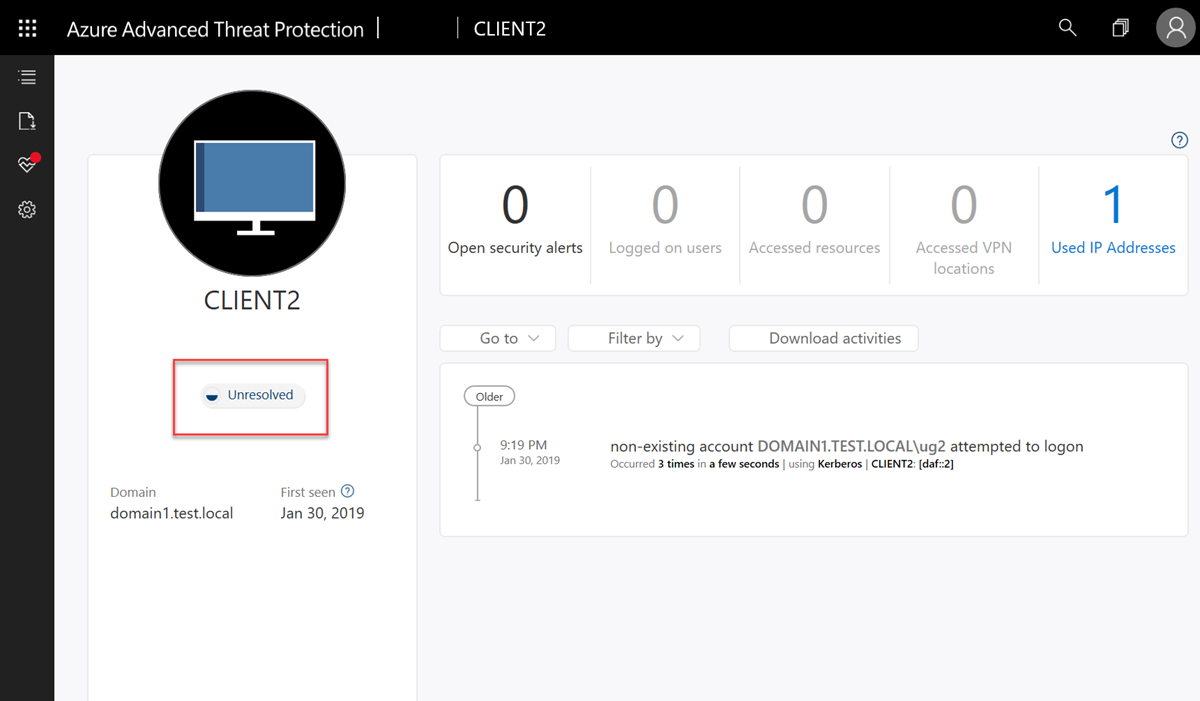 Azure Advanced Threat Protection
CLIENT2
CLIENT2
Unresolved
Domain
First seen
domain1.test.local
Jan 30, 2019
0
0
0
0
1
Open security alerts
Logged on users
Accessed resources
Accessed VPN
locations
Used IP Addresses
Go to
Filter by
Download activities
Older
9:19 PM
Jan 30, 2019
non-existing account DOMAIN1.TEST.LOCAL\ug2 attempted to logon
Occurred 3 times in a few seconds | using Kerberos | CLIENT2: [daf::2]